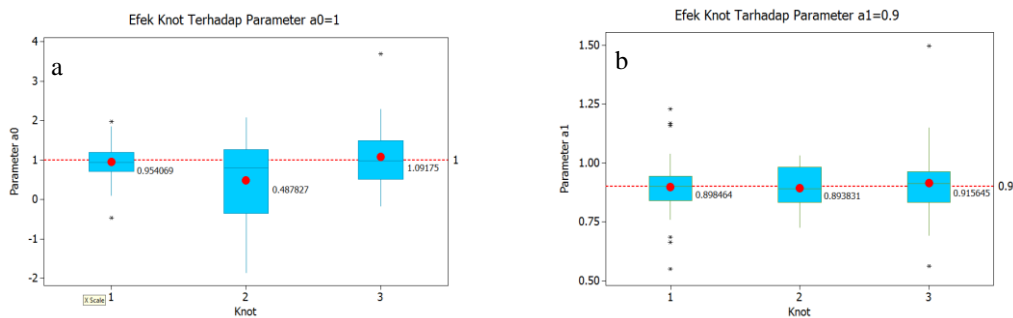 Efek Knot Terhadap Parameter a0=1
a
4
3
2
1
0
-1
-2
Parameter a0
0.954069
0.487827
1.09175
1
X Scale
1
2
3
Knot
Efek Knot Tarhadap Parameter a1=0.9
b
1.50
1.25
1.00
0.75
0.50
Parameter a1
0.898464
0.893831
0.915645
0.9
1
2
3
Knot